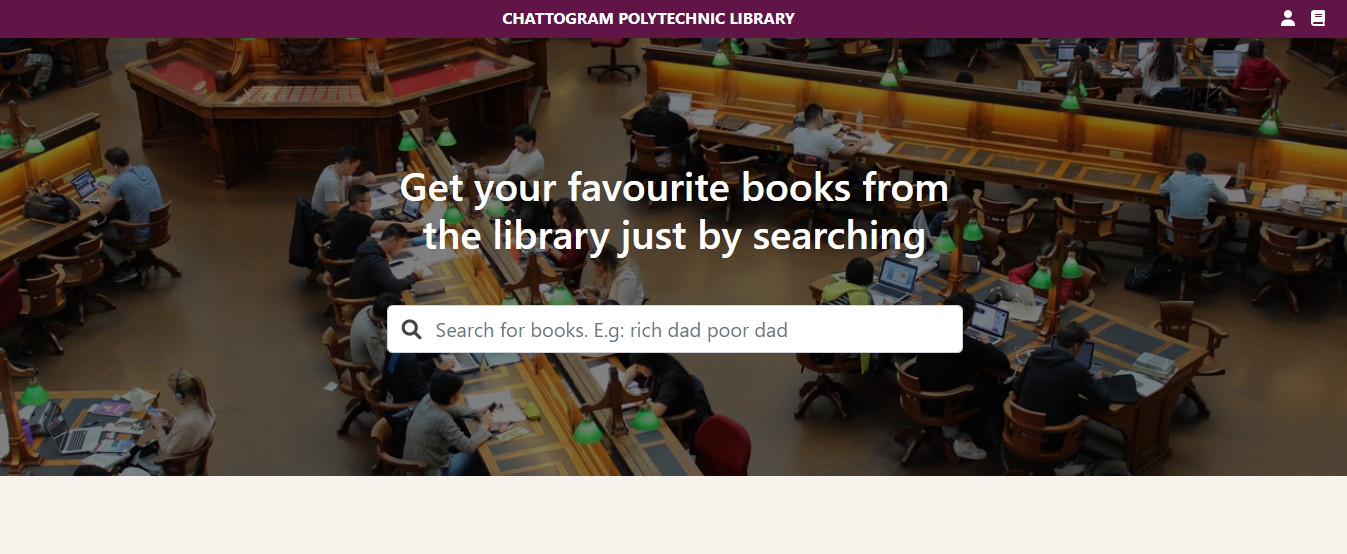 CHATTOGRAM POLYTECHNIC LIBRARY
Get your favourite books from
the library just by searching
Search for books. E.g: rich dad poor dad